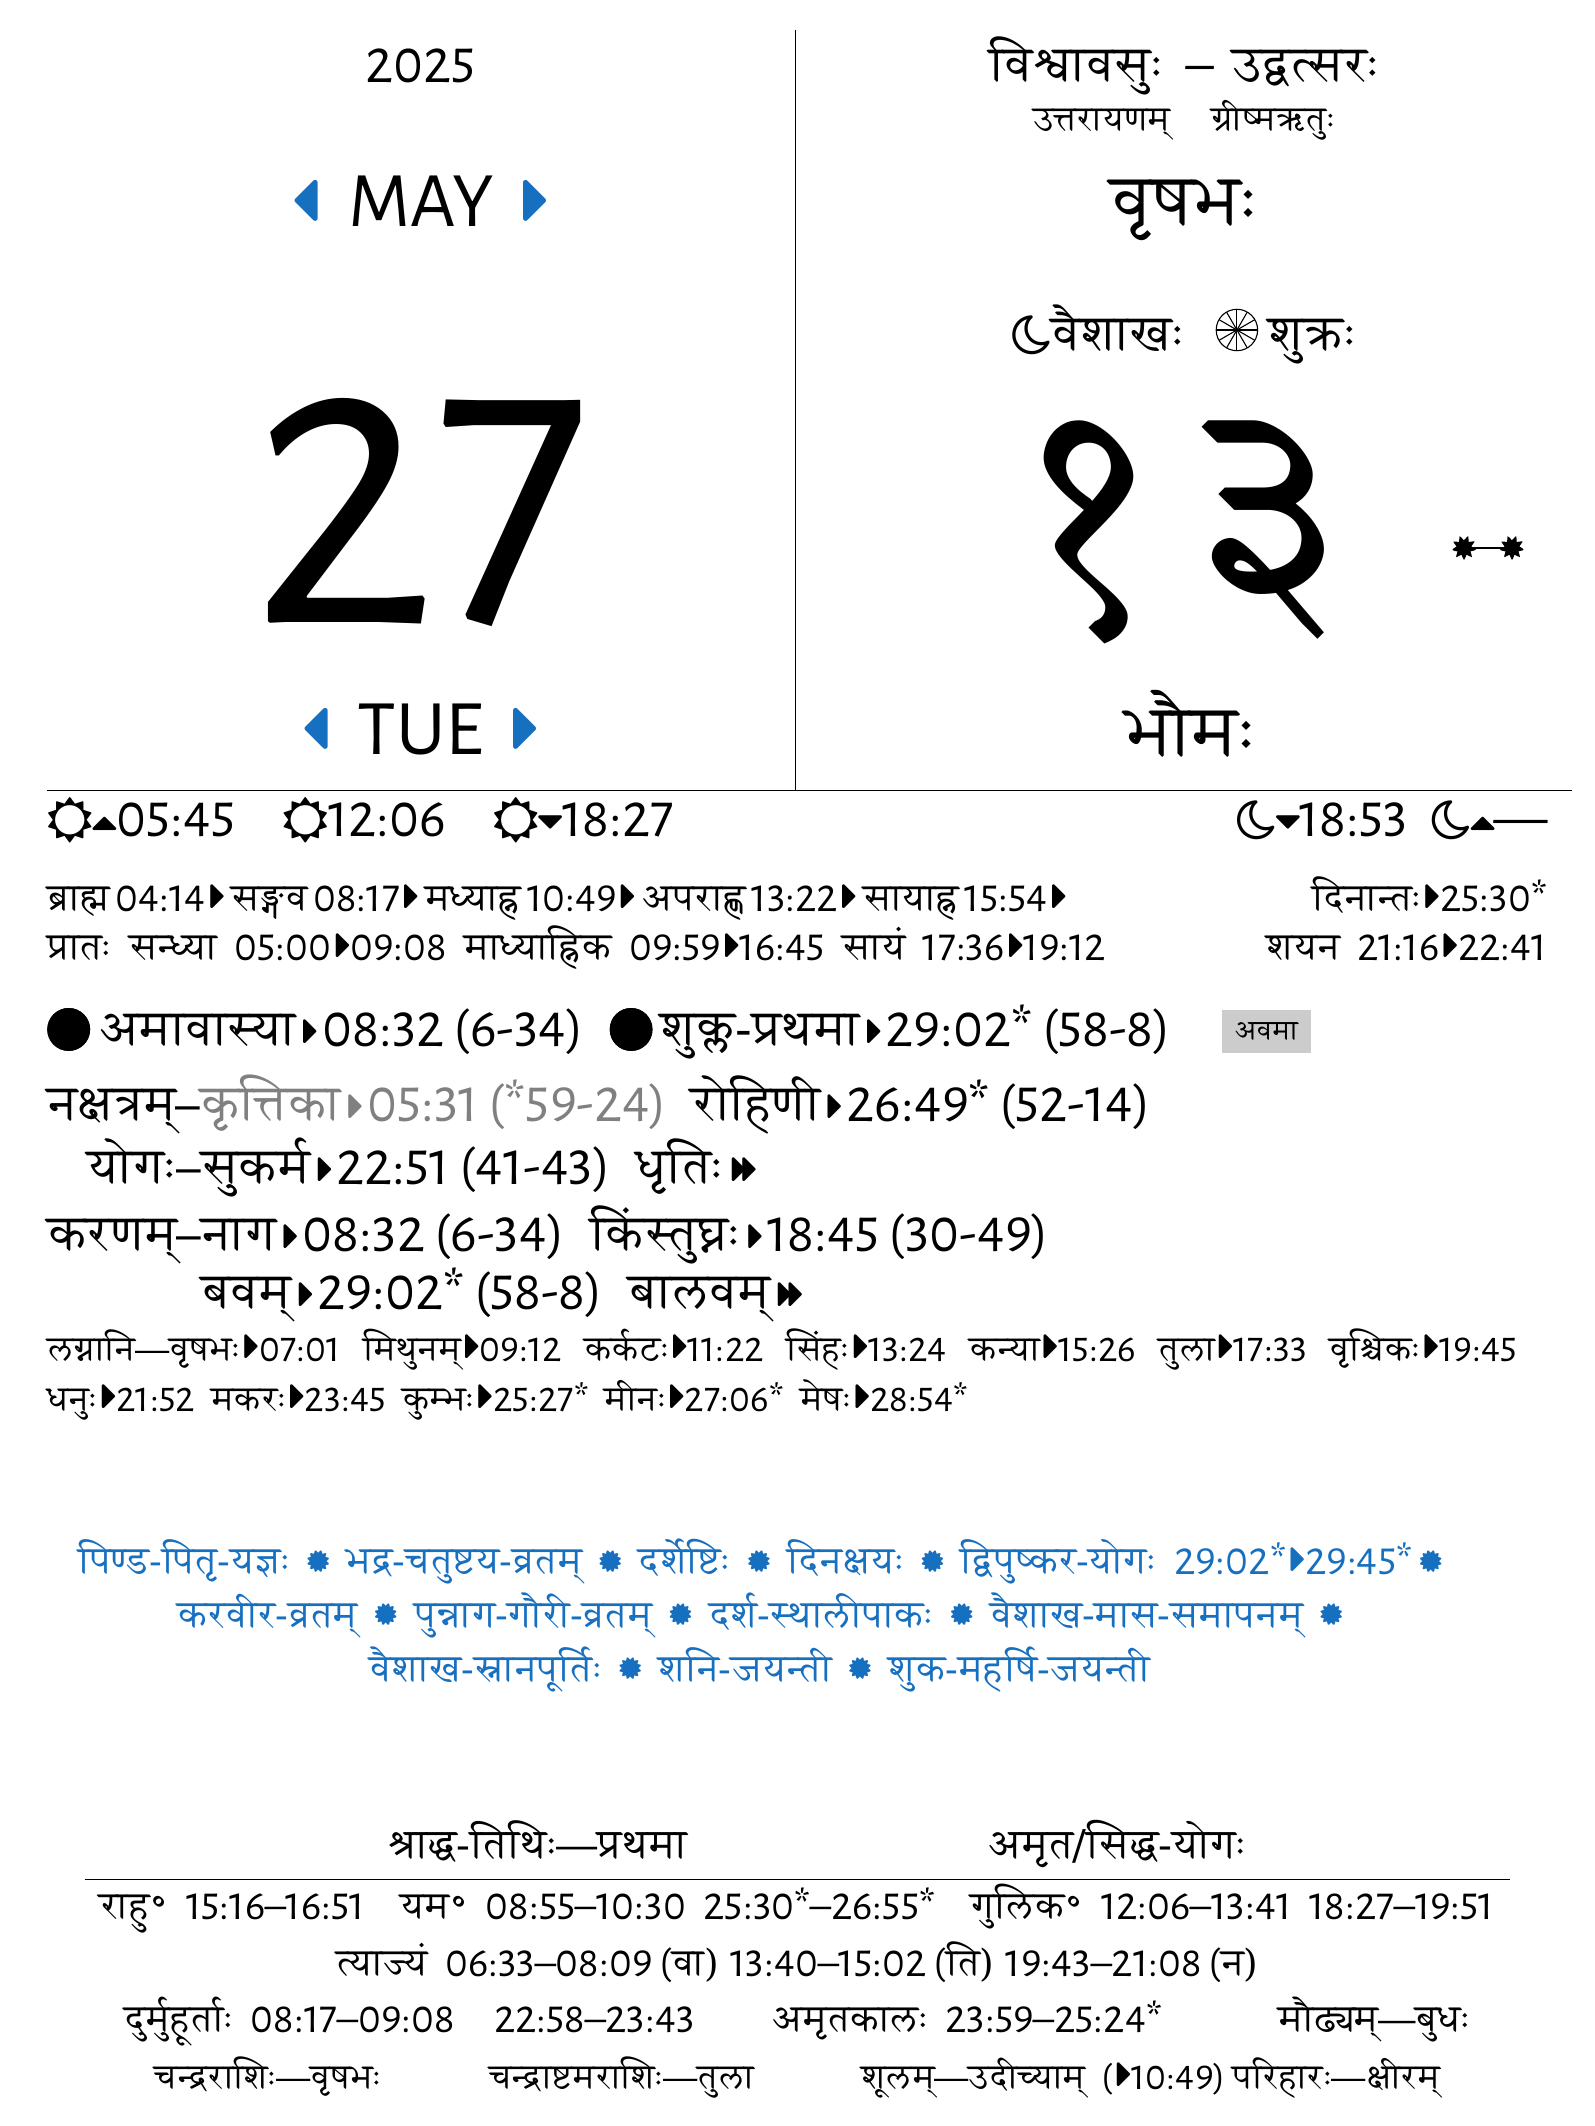 2025
MAY
27
TUE
विश्वावसुः – उद्वत्सरः
उत्तरायणम् ग्रीष्मऋतुः
वृषभः
वैशाखः शुक्रः
१३
भौमः
05:45 12:06 18:27 18:53 —
ब्राह्म 04:14 सङ्गव 08:17 मध्याह्न 10:49 अपराह्ण 13:22 सायाह्न 15:54 दिनान्तः 25:30*
प्रातः सन्ध्या 05:00 09:08 माध्याह्निक 09:59 16:45 सायं 17:36 19:12 शयन 21:16 22:41
अमावास्या 08:32 (6-34) शुक्ल-प्रथमा 29:02* (58-8) अवमा
नक्षत्रम्–कृत्तिका 05:31 (*59-24) रोहिणी 26:49* (52-14)
योगः–सुकर्म 22:51 (41-43) धृतिः
करणम्–नाग 08:32 (6-34) किंस्तुघ्नः 18:45 (30-49)
बवम् 29:02* (58-8) बालवम्
लग्नानि—वृषभः 07:01 मिथुनम् 09:12 कर्कटः 11:22 सिंहः 13:24 कन्या 15:26 तुला 17:33 वृश्चिकः 19:45
धनुः 21:52 मकरः 23:45 कुम्भः 25:27* मीनः 27:06* मेषः 28:54*
पिण्ड-पितृ-यज्ञः भद्र-चतुष्टय-व्रतम् दर्शेष्टिः दिनक्षयः द्विपुष्कर-योगः 29:02* 29:45*
करवीर-व्रतम् पुन्नाग-गौरी-व्रतम् दर्श-स्थालीपाकः वैशाख-मास-समापनम्
वैशाख-स्नानपूर्तिः शनि-जयन्ती शुक-महर्षि-जयन्ती
श्राद्ध-तिथिः—प्रथमा अमृत/सिद्ध-योगः
राहु॰ 15:16–16:51 यम॰ 08:55–10:30 25:30*–26:55* गुलिक॰ 12:06–13:41 18:27–19:51
त्याज्यं 06:33–08:09 (वा) 13:40–15:02 (ति) 19:43–21:08 (न)
दुर्मुहूर्ताः 08:17–09:08 22:58–23:43 अमृतकालः 23:59–25:24* मौढ्यम्—बुधः
चन्द्रराशिः—वृषभः चन्द्राष्टमराशिः—तुला शूलम्—उदीच्याम् (10:49) परिहारः—क्षीरम्